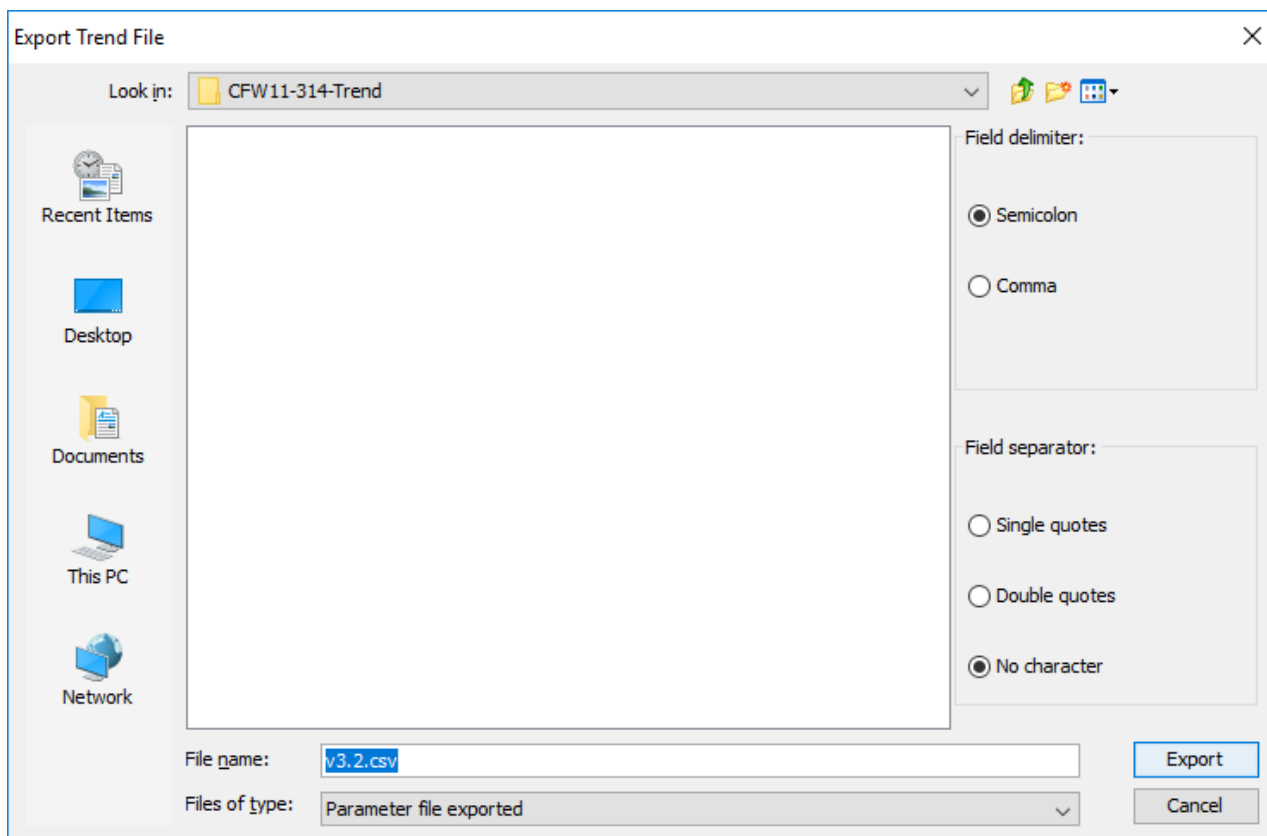 Export Trend File
Look in:
CFW11-314-Trend
Recent Items
Desktop
Documents
This PC
Network
Field delimiter:
Semicolon
Comma
Field separator:
Single quotes
Double quotes
No character
File name:
v3.2.csv
Export
Files of type:
Parameter file exported
Cancel